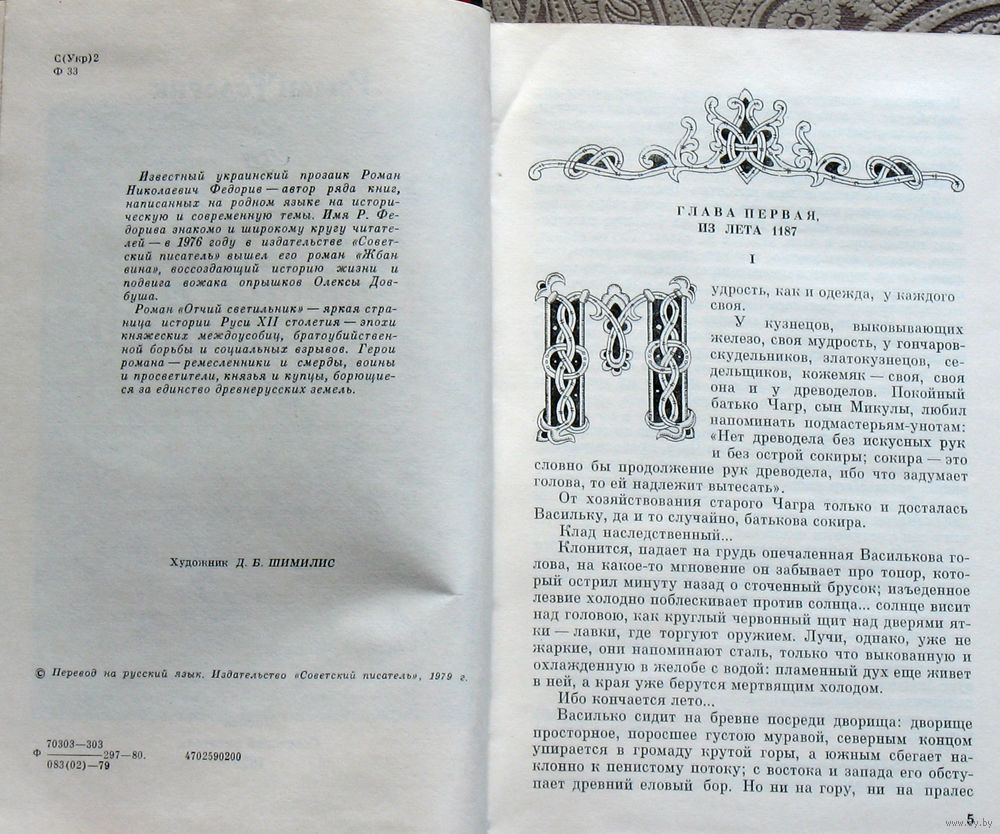 С(Укр)2
Ф 33
Известный украинский прозаик Роман
Николаевич Федорив — автор ряда книг,
написанных на родном языке на истори-
ческую и современную темы. Имя Р. Фе-
дорива знакомо и широкому кругу читате-
лей — в 1976 году в издательстве «Совет-
ский писатель» вышел его роман «Жбан
вина», воссоздающий историю жизни и
подвига вожака опрышков Олексы Дов-
буша.
Роман «Отчий светильник» — яркая стра-
ница истории Руси XII столетия — эпохи
княжеских междоусобиц, братоубийствен-
ной борьбы и социальных взрывов. Герои
романа — ремесленники и смерды, воины
и просветители, князья и купцы, борющие-
ся за единство древнерусских земель.
Художник Д. Б. ШИМИЛИС
© Перевод на русский язык. Издательство «Советский писатель», 1979 г.
Ф 70303—303
083(02)—79 —297—80. 4702590200
ГЛАВА ПЕРВАЯ,
ИЗ ЛЕТА 1187
I
Мудрость, как и одежда, у каждого
своя.
У кузнецов, выковывающих
железо, своя мудрость, у гончаров-
скудельников, златокузнецов, се-
дельщиков, кожемяк — своя, своя
она и у древоделов. Покойный
батько Чагр, сын Микулы, любил
напоминать подмастерьям-унотам:
«Нет древодела без искусных рук
и без острой сокиры; сокира — это
словно бы продолжение рук древодела, ибо что задумает
голова, то ей надлежит вытесать».
От хозяйствования старого Чагра только и досталась
Васильку, да и то случайно, батькова сокира.
Клад наследственный...
Клонится, падает на грудь опечаленная Василькова го-
лова, на какое-то мгновение он забывает про топор, кото-
рый острил минуту назад о сточенный брусок; изъеденное
лезвие холодно поблескивает против солнца... солнце висит
над головою, как круглый червонный щит над дверями ят-
ки — лавки, где торгуют оружием. Лучи, однако, уже не
жаркие, они напоминают сталь, только что выкованную и
охлажденную в желобе с водой: пламенный дух еще живет
в ней, а края уже берутся мертвящим холодом.
Ибо кончается лето...
Василько сидит на бревне посреди дворища: дворище
просторное, поросшее густою муравой, северным концом
упирается в громаду крутой горы, а южным сбегает на-
клонно к пенистому потоку; с востока и запада его обсту-
пает древний еловый бор. Но ни на гору, ни на пралес
5
www.ay.by